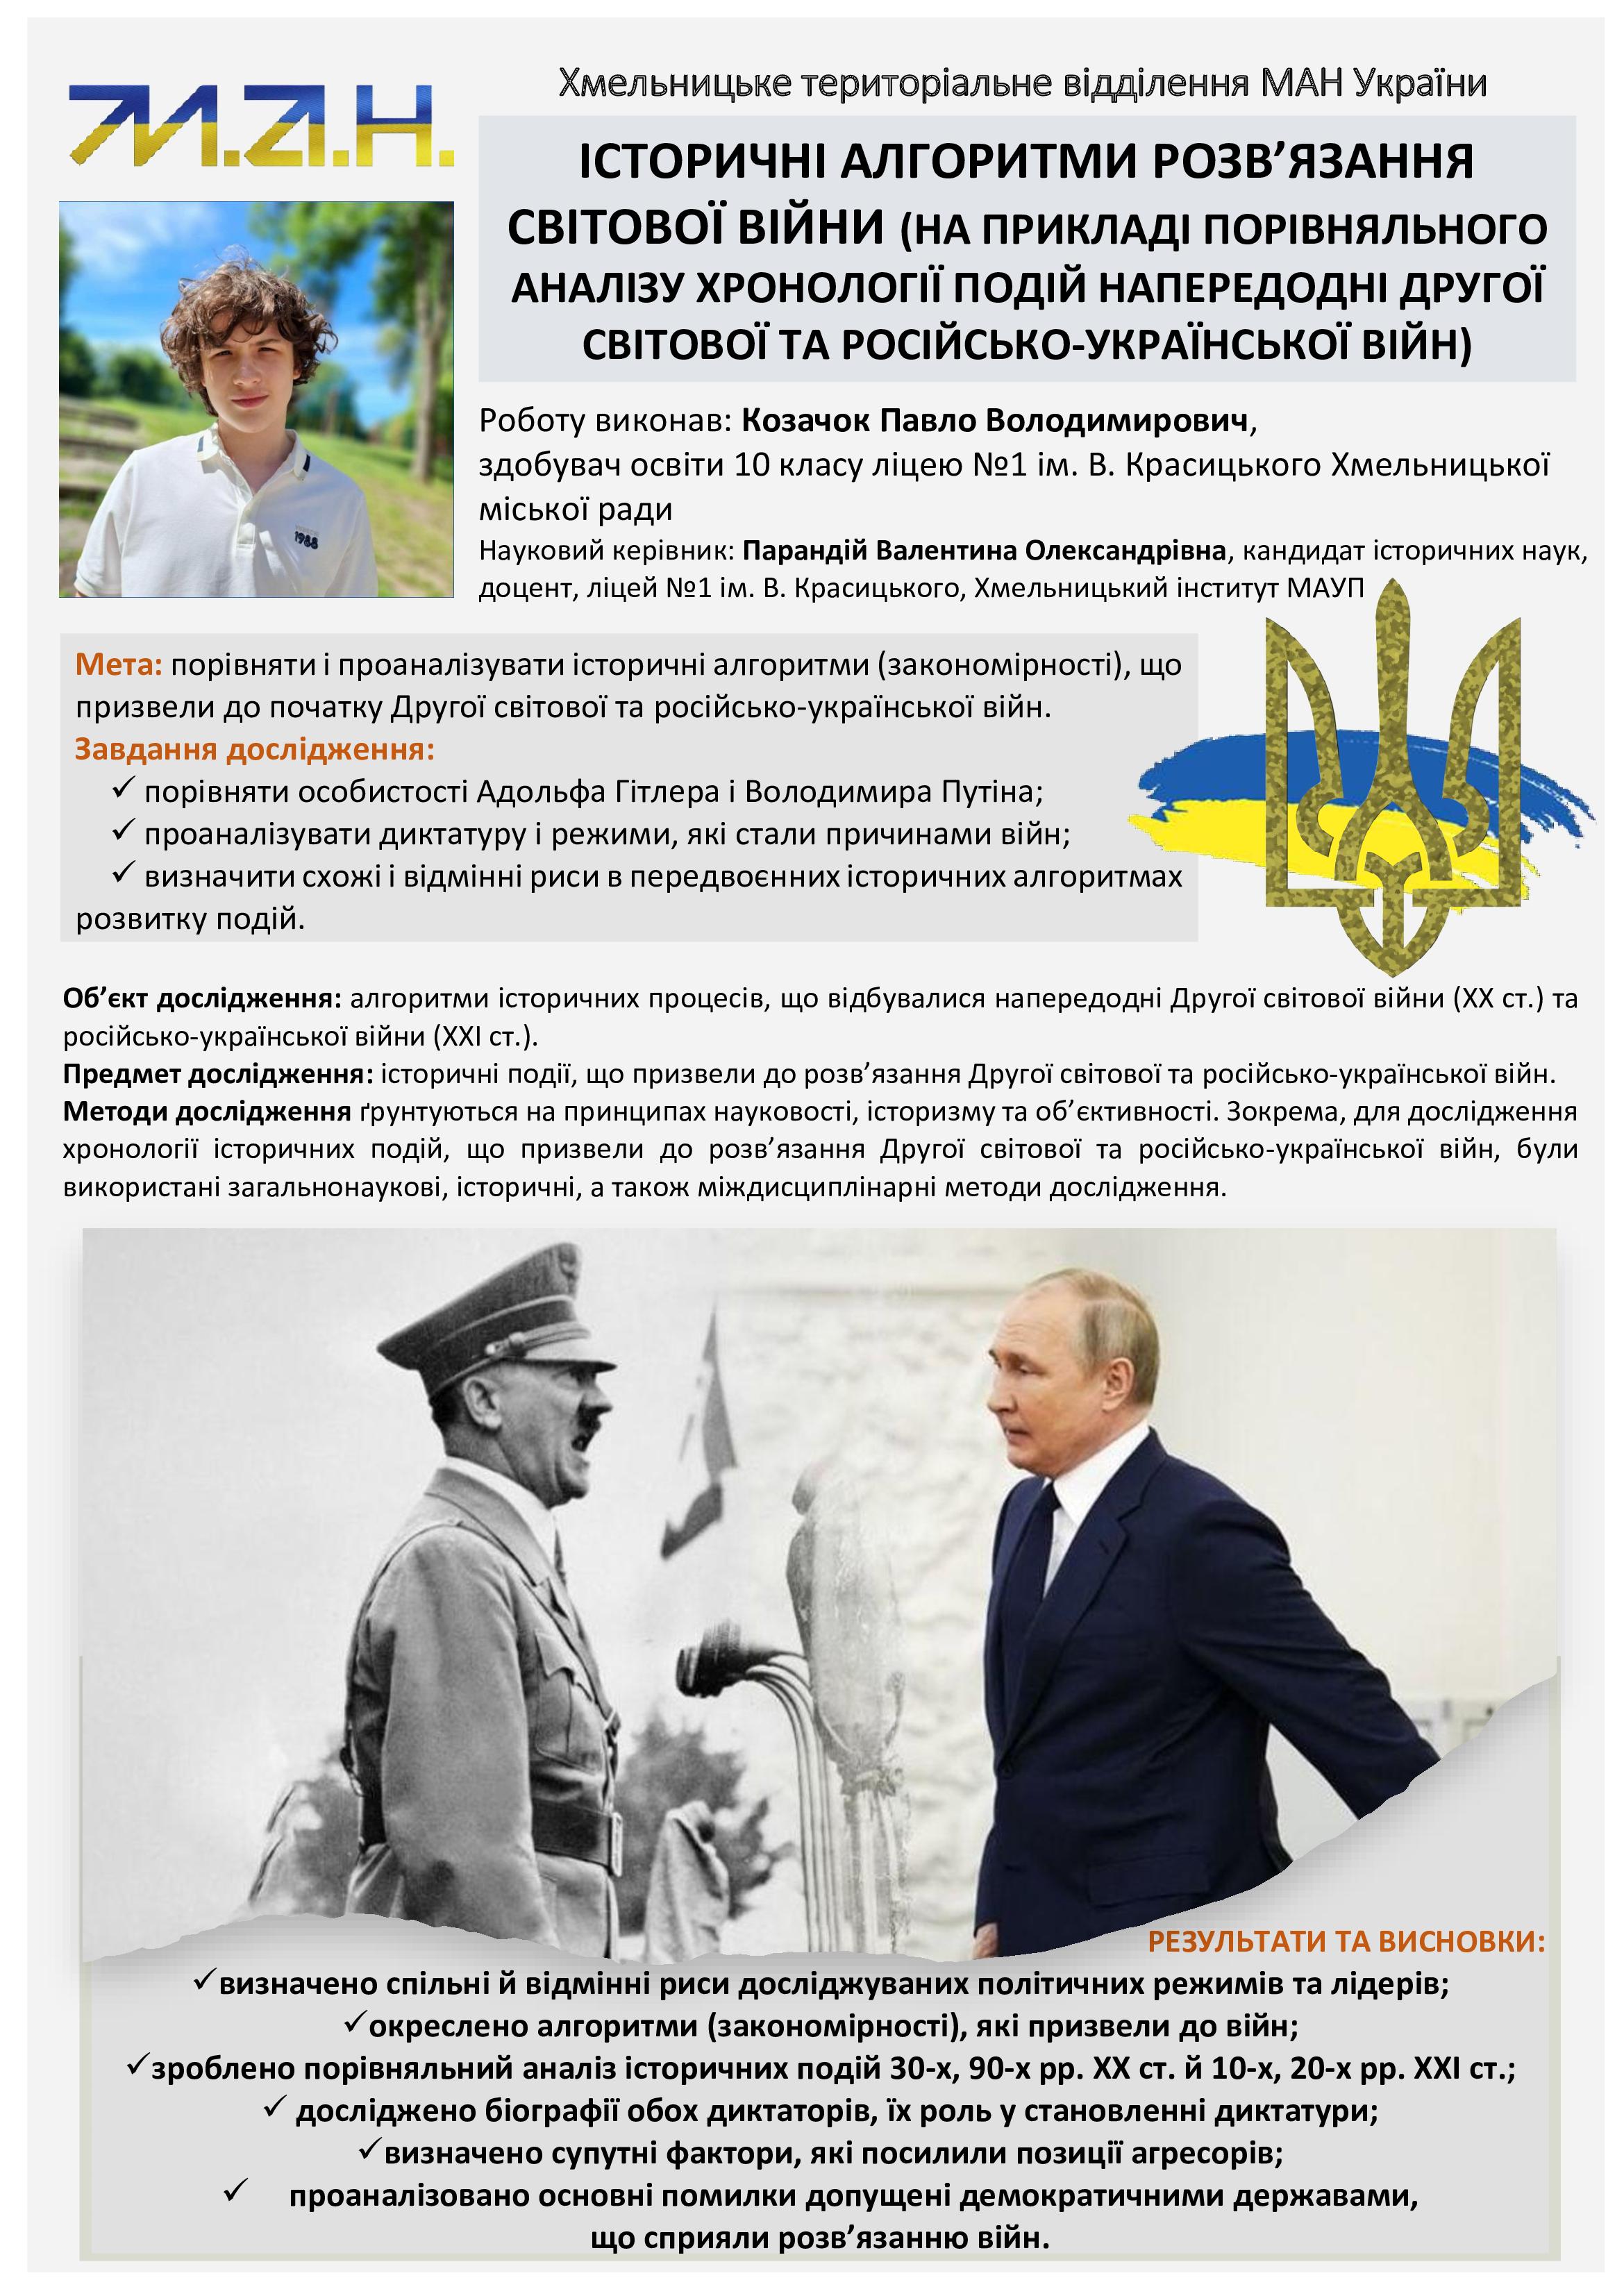 М.А.Н.
Хмельницьке територіальне відділення МАН України
ІСТОРИЧНІ АЛГОРИТМИ РОЗВ’ЯЗАННЯ
СВІТОВОЇ ВІЙНИ (НА ПРИКЛАДІ ПОРІВНЯЛЬНОГО
АНАЛІЗУ ХРОНОЛОГІЇ ПОДІЙ НАПЕРЕДОДНІ ДРУГОЇ
СВІТОВОЇ ТА РОСІЙСЬКО-УКРАЇНСЬКОЇ ВІЙН)
Роботу виконав: Козачок Павло Володимирович,
здобувач освіти 10 класу ліцею №1 ім. В. Красицького Хмельницької
міської ради
Науковий керівник: Парандій Валентина Олександрівна, кандидат історичних наук,
доцент, ліцей №1 ім. В. Красицького, Хмельницький інститут МАУП
1988
Мета: порівняти і проаналізувати історичні алгоритми (закономірності), що
призвели до початку Другої світової та російсько-української війн.
Завдання дослідження:
✓ порівняти особистості Адольфа Гітлера і Володимира Путіна;
✓ проаналізувати диктатуру і режими, які стали причинами війн;
✓ визначити схожі і відмінні риси в передвоєнних історичних алгоритмах
розвитку подій.
Об’єкт дослідження: алгоритми історичних процесів, що відбувалися напередодні Другої світової війни (ХХ ст.) та
російсько-української війни (ХХІ ст.).
Предмет дослідження: історичні події, що призвели до розв’язання Другої світової та російсько-української війн.
Методи дослідження ґрунтуються на принципах науковості, історизму та об’єктивності. Зокрема, для дослідження
хронології історичних подій, що призвели до розв’язання Другої світової та російсько-української війн, були
використані загальнонаукові, історичні, а також міждисциплінарні методи дослідження.
РЕЗУЛЬТАТИ ТА ВИСНОВКИ:
✓визначено спільні й відмінні риси досліджуваних політичних режимів та лідерів;
✓окреслено алгоритми (закономірності), які призвели до війн;
✓зроблено порівняльний аналіз історичних подій 30-х, 90-х рр. ХХ ст. й 10-х, 20-х рр. ХХІ ст.;
✓ досліджено біографії обох диктаторів, їх роль у становленні диктатури;
✓визначено супутні фактори, які посилили позиції агресорів;
✓ проаналізовано основні помилки допущені демократичними державами,
що сприяли розв’язанню війн.